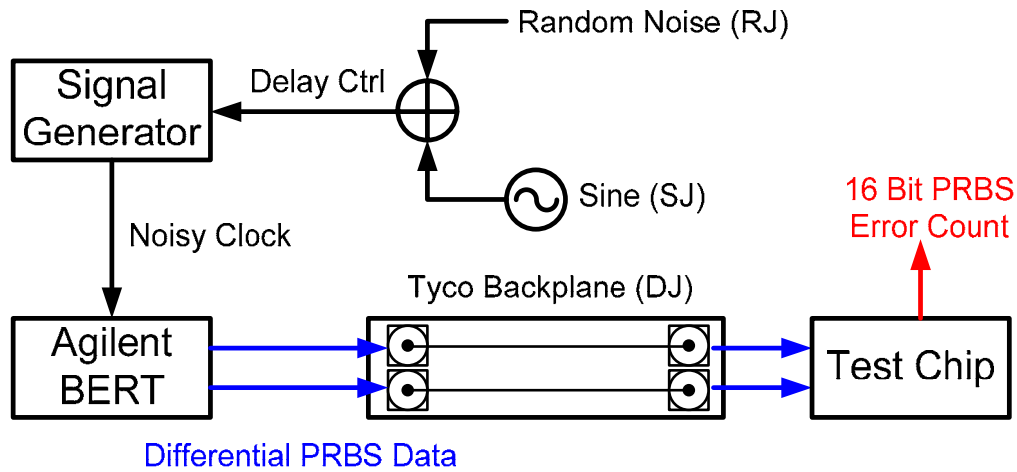 Random Noise (RJ)
Signal
Generator
Delay Ctrl
Sine (SJ)
16 Bit PRBS
Error Count
Noisy Clock
Tyco Backplane (DJ)
Agilent
BERT
Test Chip
Differential PRBS Data